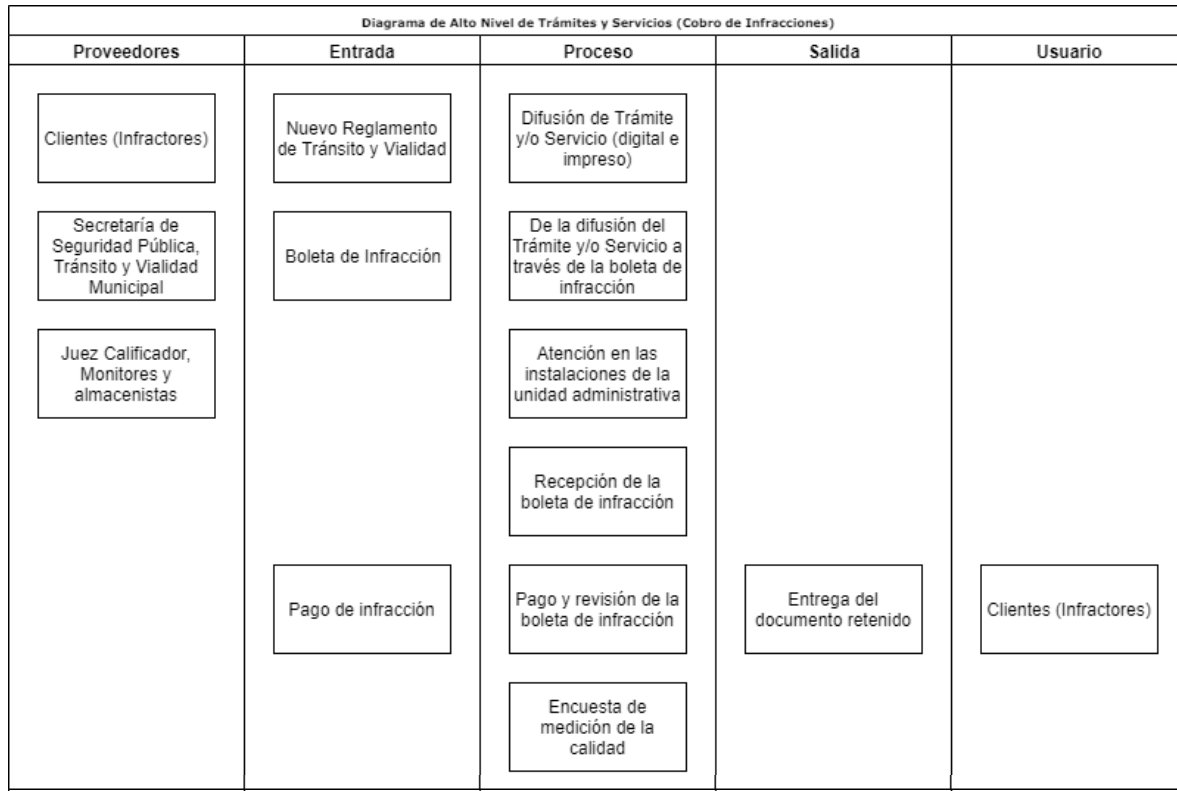 Diagrama de Alto Nivel de Trámites y Servicios (Cobro de Infracciones)
Proveedores
Entrada
Proceso
Salida
Usuario
Clientes (Infractores)
Nuevo Reglamento
de Tránsito y Vialidad
Difusión de Trámite
y/o Servicio (digital e
impreso)
Secretaría de
Seguridad Pública,
Tránsito y Vialidad
Municipal
Boleta de Infracción
De la difusión del
Trámite y/o Servicio a
través de la boleta de
infracción
Juez Calificador,
Monitores y
almacenistas
Atención en las
instalaciones de la
unidad administrativa
Recepción de la
boleta de infracción
Pago de infracción
Pago y revisión de la
boleta de infracción
Entrega del
documento retenido
Clientes (Infractores)
Encuesta de
medición de la
calidad